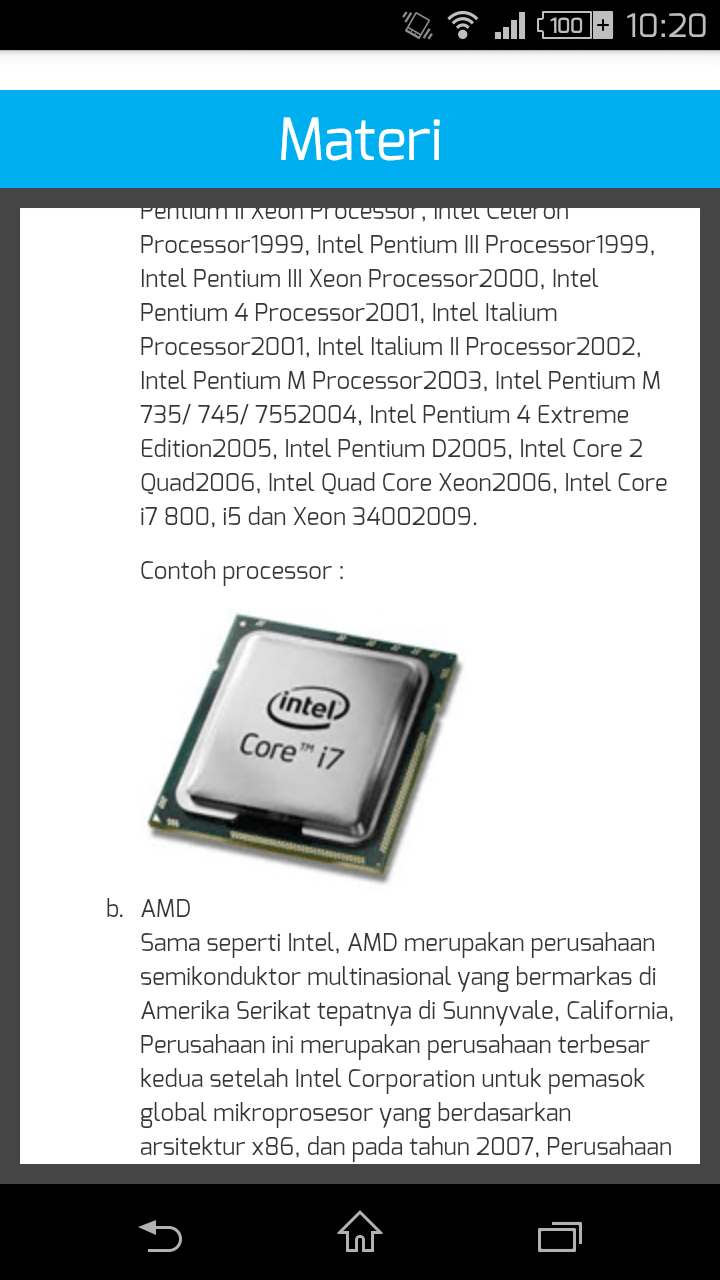 100
10:20
Materi
Pentium II Xeon Processor, Intel Celeron
Processor1999, Intel Pentium III Processor1999,
Intel Pentium III Xeon Processor2000, Intel
Pentium 4 Processor2001, Intel Italium
Processor2001, Intel Italium II Processor2002,
Intel Pentium M Processor2003, Intel Pentium M
735/ 745/ 7552004, Intel Pentium 4 Extreme
Edition2005, Intel Pentium D2005, Intel Core 2
Quad2006, Intel Quad Core Xeon2006, Intel Core
i7 800, i5 dan Xeon 34002009.
Contoh processor :
intel
Core™ i7
b. AMD
Sama seperti Intel, AMD merupakan perusahaan
semikonduktor multinasional yang bermarkas di
Amerika Serikat tepatnya di Sunnyvale, California,
Perusahaan ini merupakan perusahaan terbesar
kedua setelah Intel Corporation untuk pemasok
global mikroprosesor yang berdasarkan
arsitektur x86, dan pada tahun 2007, Perusahaan